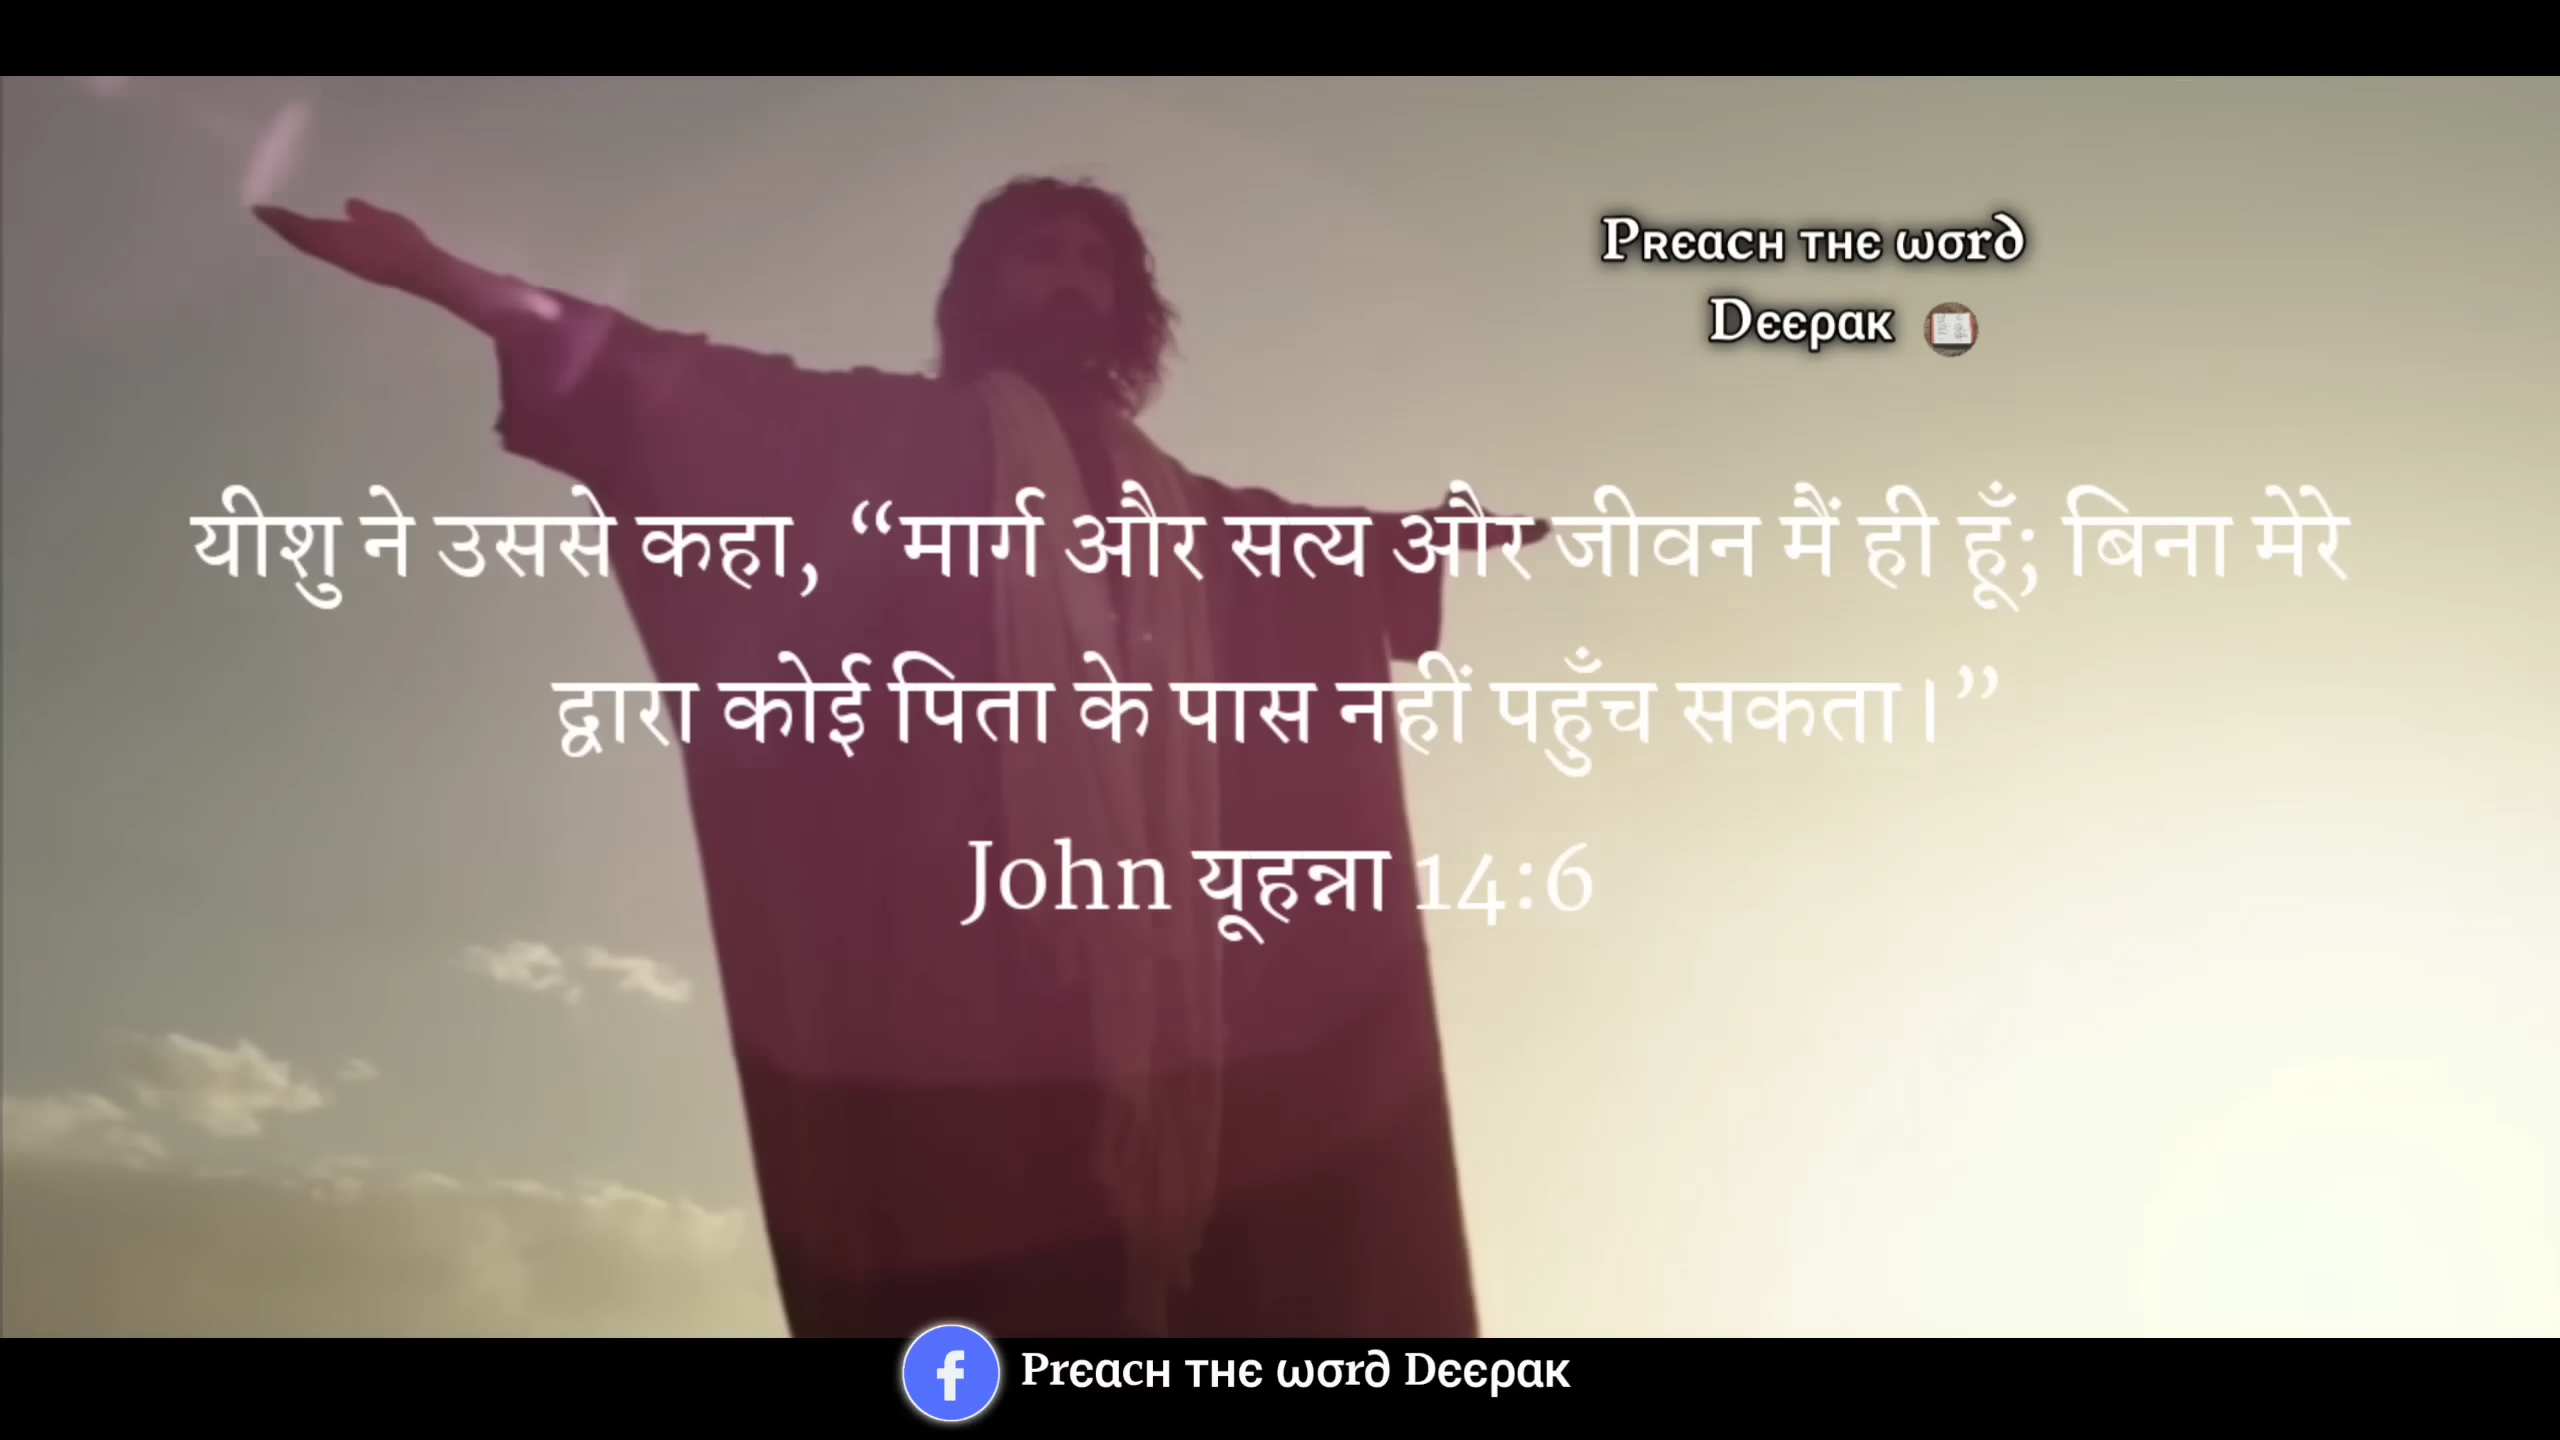 Preach the word
Deepak
यीशु ने उससे कहा, “मार्ग और सत्य और जीवन मैं ही हूँ; बिना मेरे
द्वारा कोई पिता के पास नहीं पहुँच सकता।”
John यूहन्ना 14:6
f Preach the word Deepak